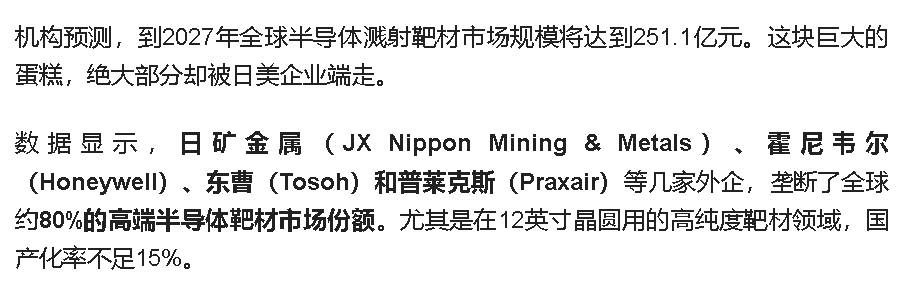 机构预测，到2027年全球半导体溅射靶材市场规模将达到251.1亿元。这块巨大的
蛋糕，绝大部分却被日美企业端走。
数据显示，日矿金属（JX Nippon Mining & Metals）、霍尼韦尔
（Honeywell）、东曹（Tosoh）和普莱克斯（Praxair）等几家外企，垄断了全球
约80%的高端半导体靶材市场份额。尤其是在12英寸晶圆用的高纯度靶材领域，国
产化率不足15%。